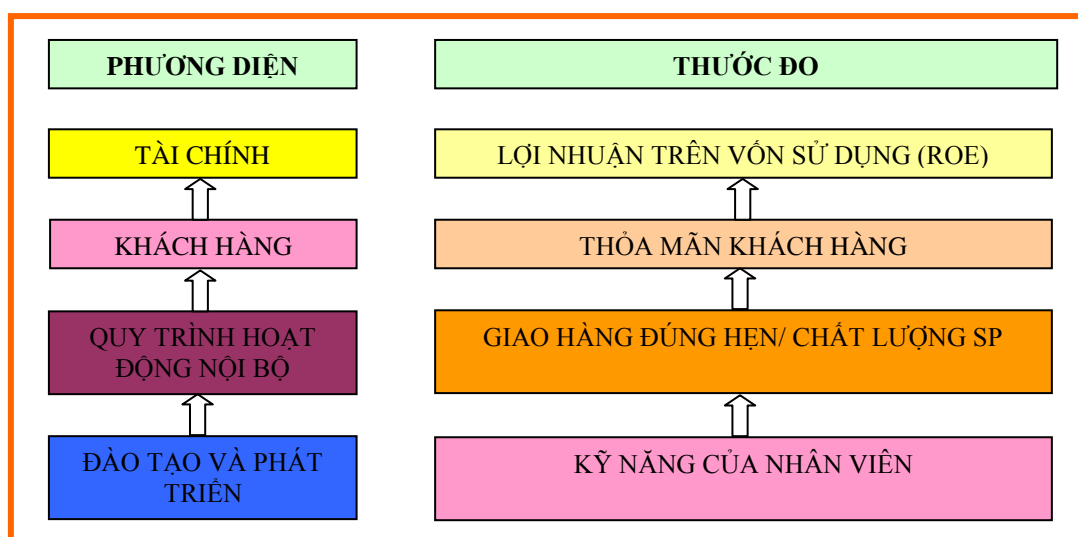 PHƯƠNG DIỆN
THƯỚC ĐO
TÀI CHÍNH
LỢI NHUẬN TRÊN VỐN SỬ DỤNG (ROE)
KHÁCH HÀNG
THỎA MÃN KHÁCH HÀNG
QUY TRÌNH HOẠT
ĐỘNG NỘI BỘ
GIAO HÀNG ĐÚNG HẸN/ CHẤT LƯỢNG SP
ĐÀO TẠO VÀ PHÁT
TRIỂN
KỸ NĂNG CỦA NHÂN VIÊN